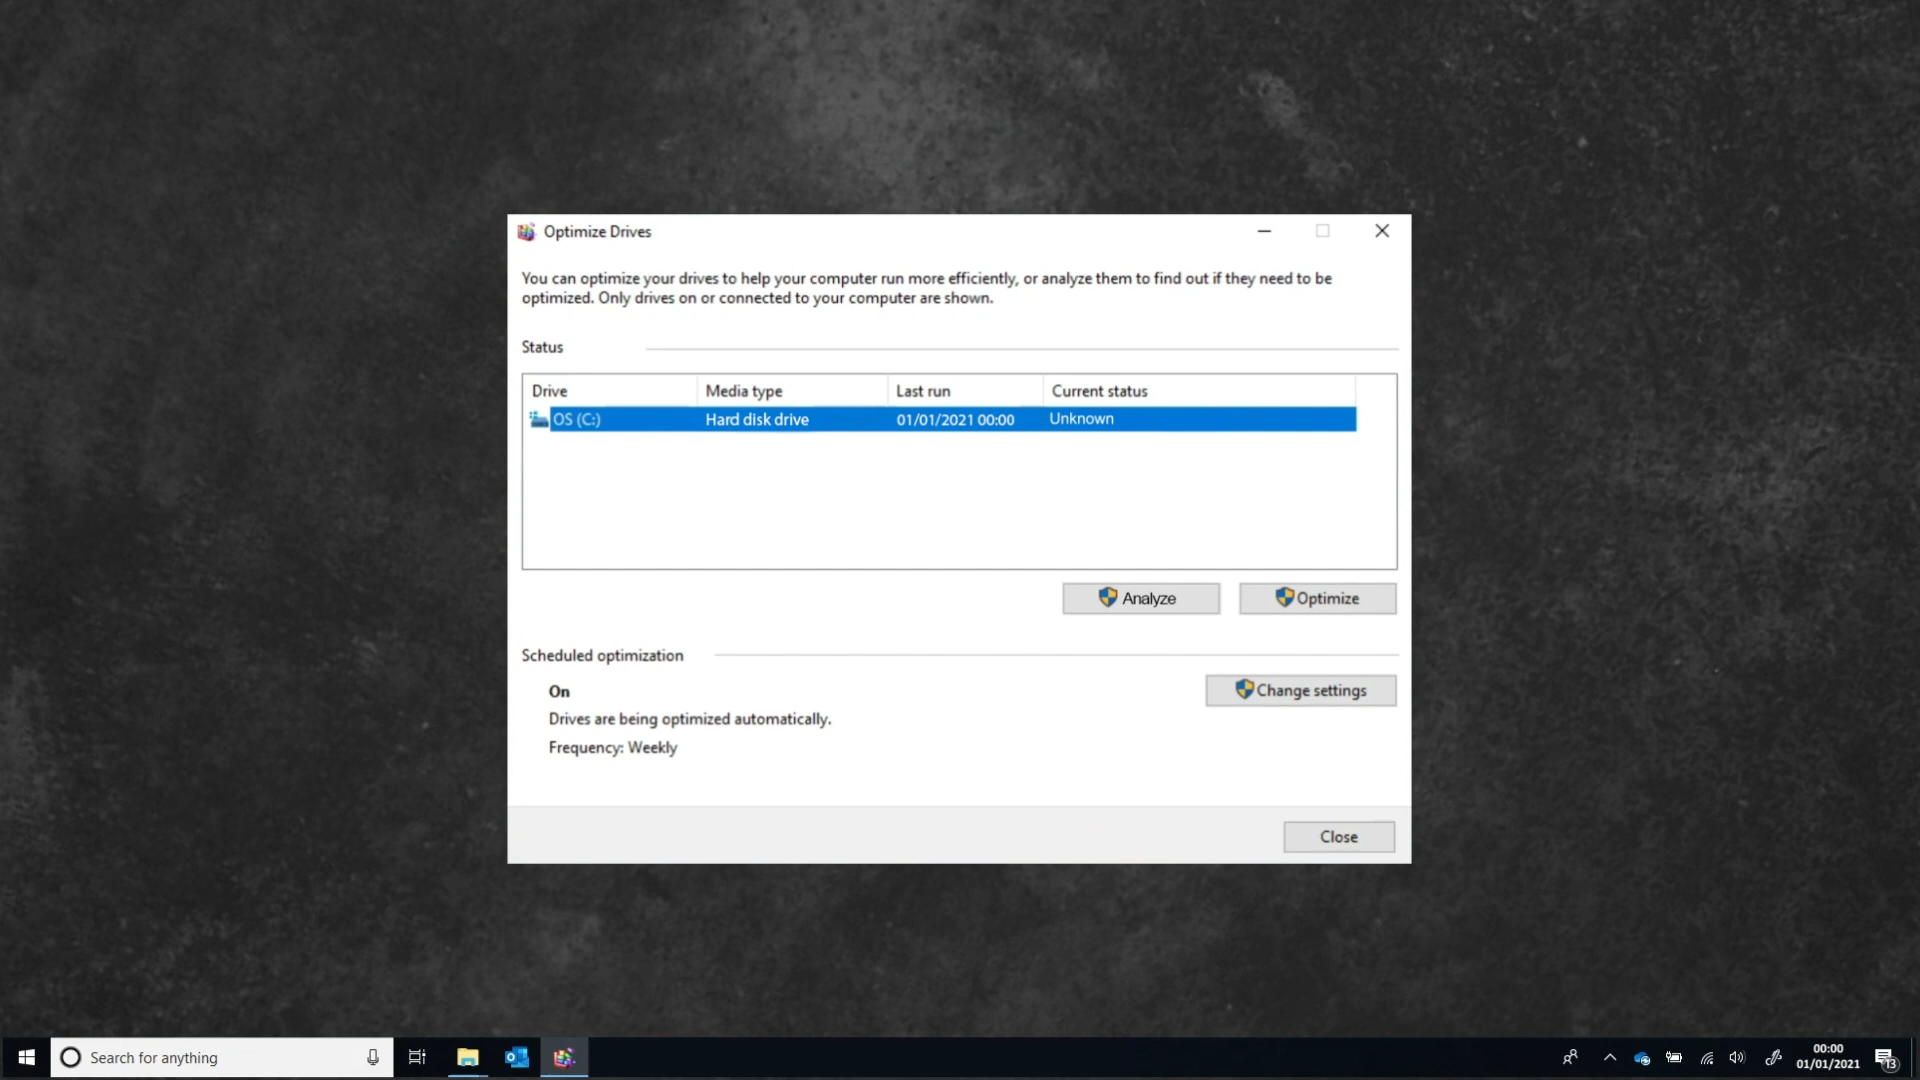 Optimize Drives
You can optimize your drives to help your computer run more efficiently, or analyze them to find out if they need to be
optimized. Only drives on or connected to your computer are shown.
Status
Drive Media type Last run Current status
OS (C:) Hard disk drive 01/01/2021 00:00 Unknown
Analyze Optimize
Scheduled optimization
On
Change settings
Drives are being optimized automatically.
Frequency: Weekly
Close
Search for anything
00:00
01/01/2021
13